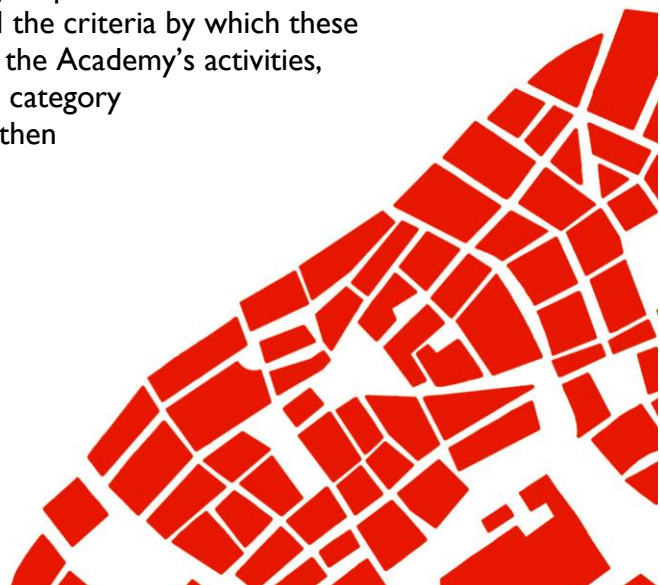 the criteria by which these
the Academy’s activities,
category
then